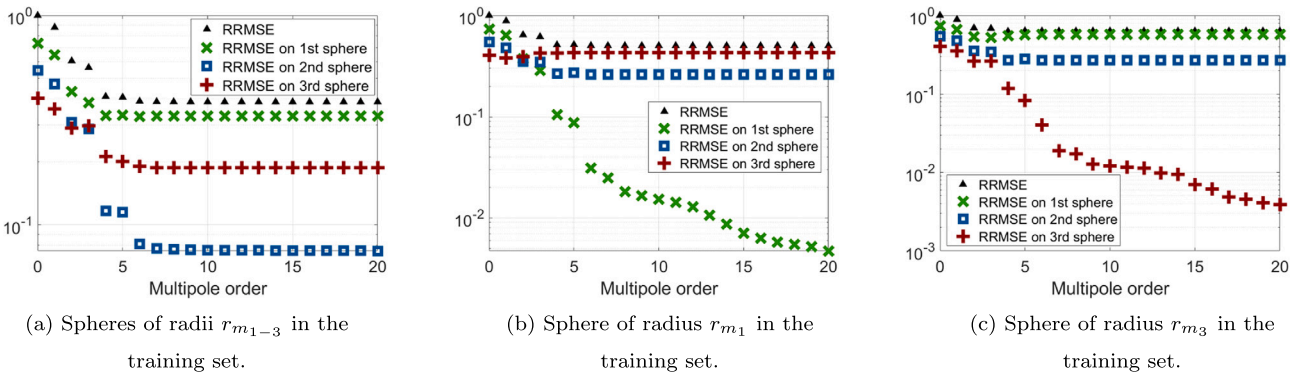 10^0
10^-1
RRMSE
RRMSE on 1st sphere
RRMSE on 2nd sphere
RRMSE on 3rd sphere
0 5 10 15 20
Multipole order
(a) Spheres of radii r_{m_{1-3}} in the
training set.
10^0
10^-1
10^-2
RRMSE
RRMSE on 1st sphere
RRMSE on 2nd sphere
RRMSE on 3rd sphere
0 5 10 15 20
Multipole order
(b) Sphere of radius r_{m_1} in the
training set.
10^0
10^-1
10^-2
10^-3
RRMSE
RRMSE on 1st sphere
RRMSE on 2nd sphere
RRMSE on 3rd sphere
0 5 10 15 20
Multipole order
(c) Sphere of radius r_{m_3} in the
training set.